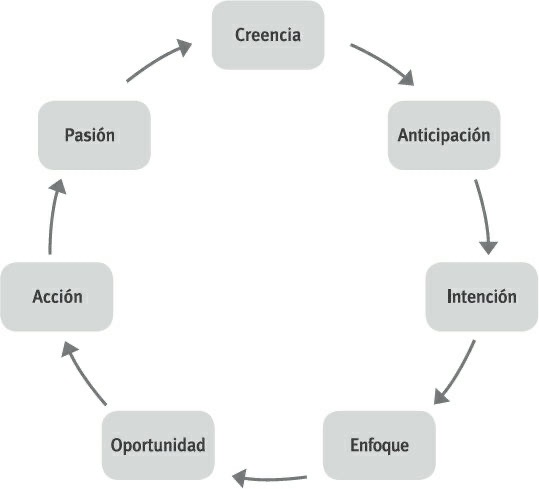 Creencia
Anticipación
Intención
Enfoque
Oportunidad
Acción
Pasión